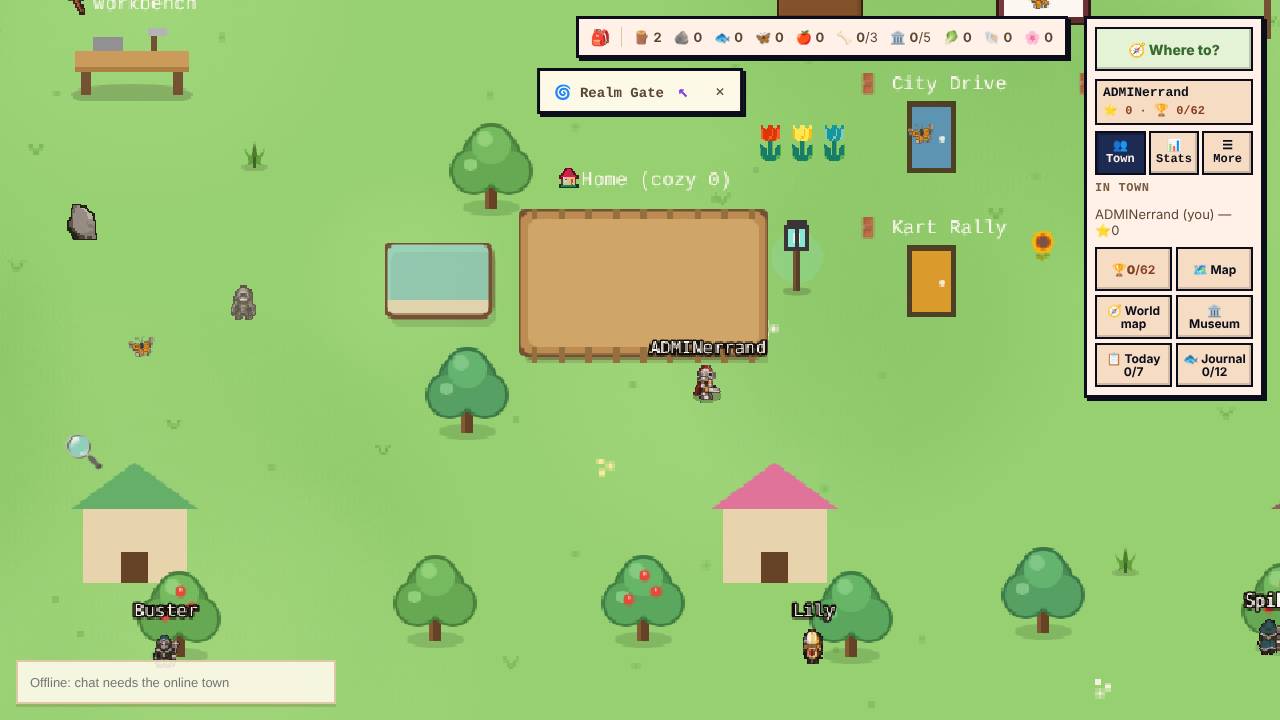 Workbench
2 0 0 0 0 0/3 0/5 0 0 0
Where to?
Realm Gate ×
City Drive
ADMINerrand
0 · 0/62
Town Stats More
IN TOWN
Home (cozy 0)
ADMINerrand (you) —
0
Kart Rally
0/62 Map
World map
Museum
ADMINerrand
Today 0/7
Journal 0/12
Buster
Lily
Offline: chat needs the online town